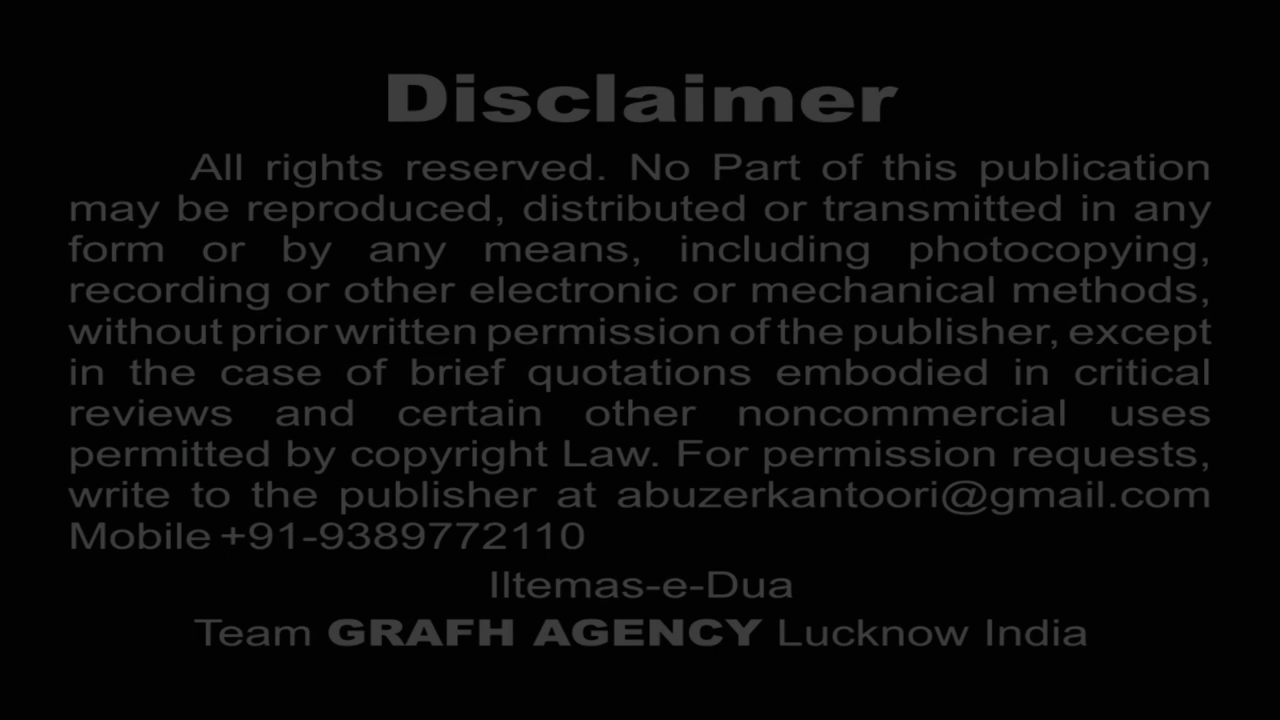 Disclaimer
All rights reserved. No Part of this publication
may be reproduced, distributed or transmitted in any
form or by any means, including photocopying,
recording or other electronic or mechanical methods,
without prior written permission of the publisher, except
in the case of brief quotations embodied in critical
reviews and certain other noncommercial uses
permitted by copyright Law. For permission requests,
write to the publisher at abuzerkantoori@gmail.com
Mobile +91-9389772110
Iltemas-e-Dua
Team GRAFH AGENCY Lucknow India